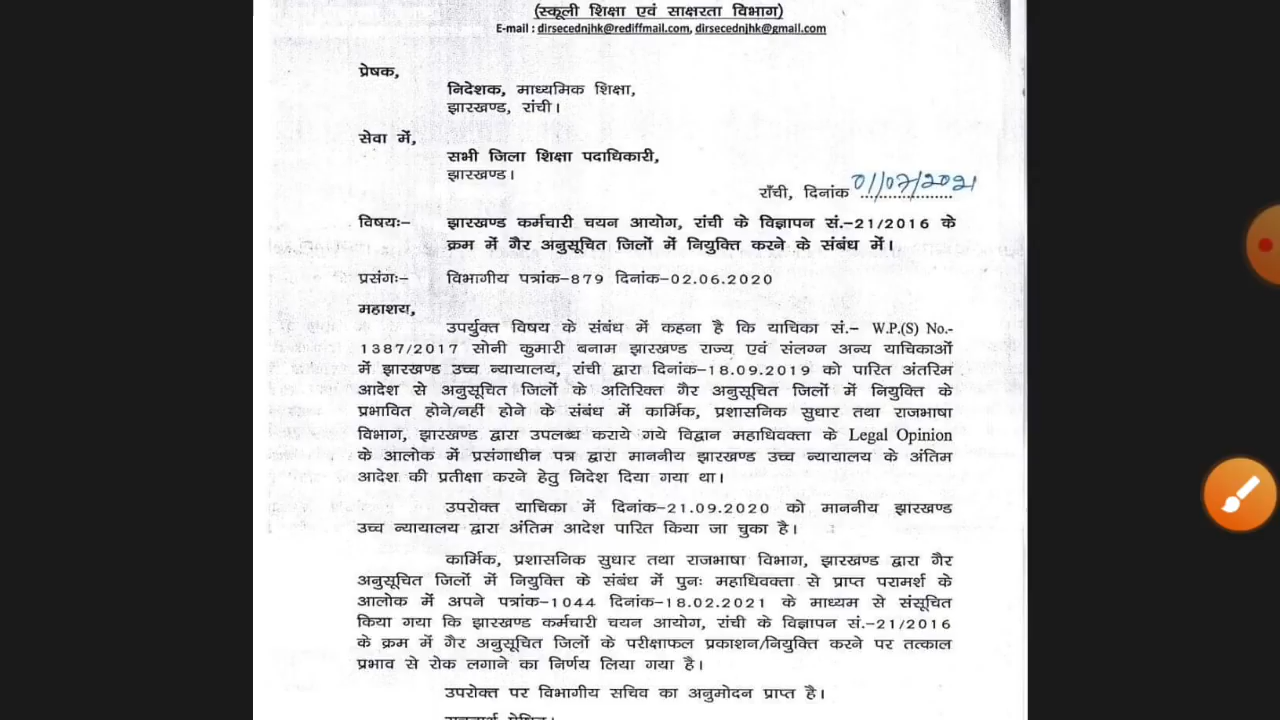 (स्कूली शिक्षा एवं साक्षरता विभाग)
E-mail : dirsecednjhk@rediffmail.com, dirsecednjhk@gmail.com
प्रेषक,
निदेशक, माध्यमिक शिक्षा,
झारखण्ड, रांची।
सेवा में,
सभी जिला शिक्षा पदाधिकारी,
झारखण्ड।
राँची, दिनांक 01/07/2021
विषयः- झारखण्ड कर्मचारी चयन आयोग, रांची के विज्ञापन सं.-21/2016 के
क्रम में गैर अनुसूचित जिलों में नियुक्ति करने के संबंध में।
प्रसंगः- विभागीय पत्रांक-879 दिनांक-02.06.2020
महाशय,
उपर्युक्त विषय के संबंध में कहना है कि याचिका सं.- W.P.(S) No.-
1387/2017 सोनी कुमारी बनाम झारखण्ड राज्य एवं संलग्न अन्य याचिकाओं
में झारखण्ड उच्च न्यायालय, रांची द्वारा दिनांक-18.09.2019 को पारित अंतरिम
आदेश से अनुसूचित जिलों के अतिरिक्त गैर अनुसूचित जिलों में नियुक्ति के
प्रभावित होने/नहीं होने के संबंध में कार्मिक, प्रशासनिक सुधार तथा राजभाषा
विभाग, झारखण्ड द्वारा उपलब्ध कराये गये विद्वान महाधिवक्ता के Legal Opinion
के आलोक में प्रसंगाधीन पत्र द्वारा माननीय झारखण्ड उच्च न्यायालय के अंतिम
आदेश की प्रतीक्षा करने हेतु निदेश दिया गया था।
उपरोक्त याचिका में दिनांक-21.09.2020 को माननीय झारखण्ड
उच्च न्यायालय द्वारा अंतिम आदेश पारित किया जा चुका है।
कार्मिक, प्रशासनिक सुधार तथा राजभाषा विभाग, झारखण्ड द्वारा गैर
अनुसूचित जिलों में नियुक्ति के संबंध में पुनः महाधिवक्ता से प्राप्त परामर्श के
आलोक में अपने पत्रांक-1044 दिनांक-18.02.2021 के माध्यम से संसूचित
किया गया कि झारखण्ड कर्मचारी चयन आयोग, रांची के विज्ञापन सं.-21/2016
के क्रम में गैर अनुसूचित जिलों के परीक्षाफल प्रकाशन/नियुक्ति करने पर तत्काल
प्रभाव से रोक लगाने का निर्णय लिया गया है।
उपरोक्त पर विभागीय सचिव का अनुमोदन प्राप्त है।